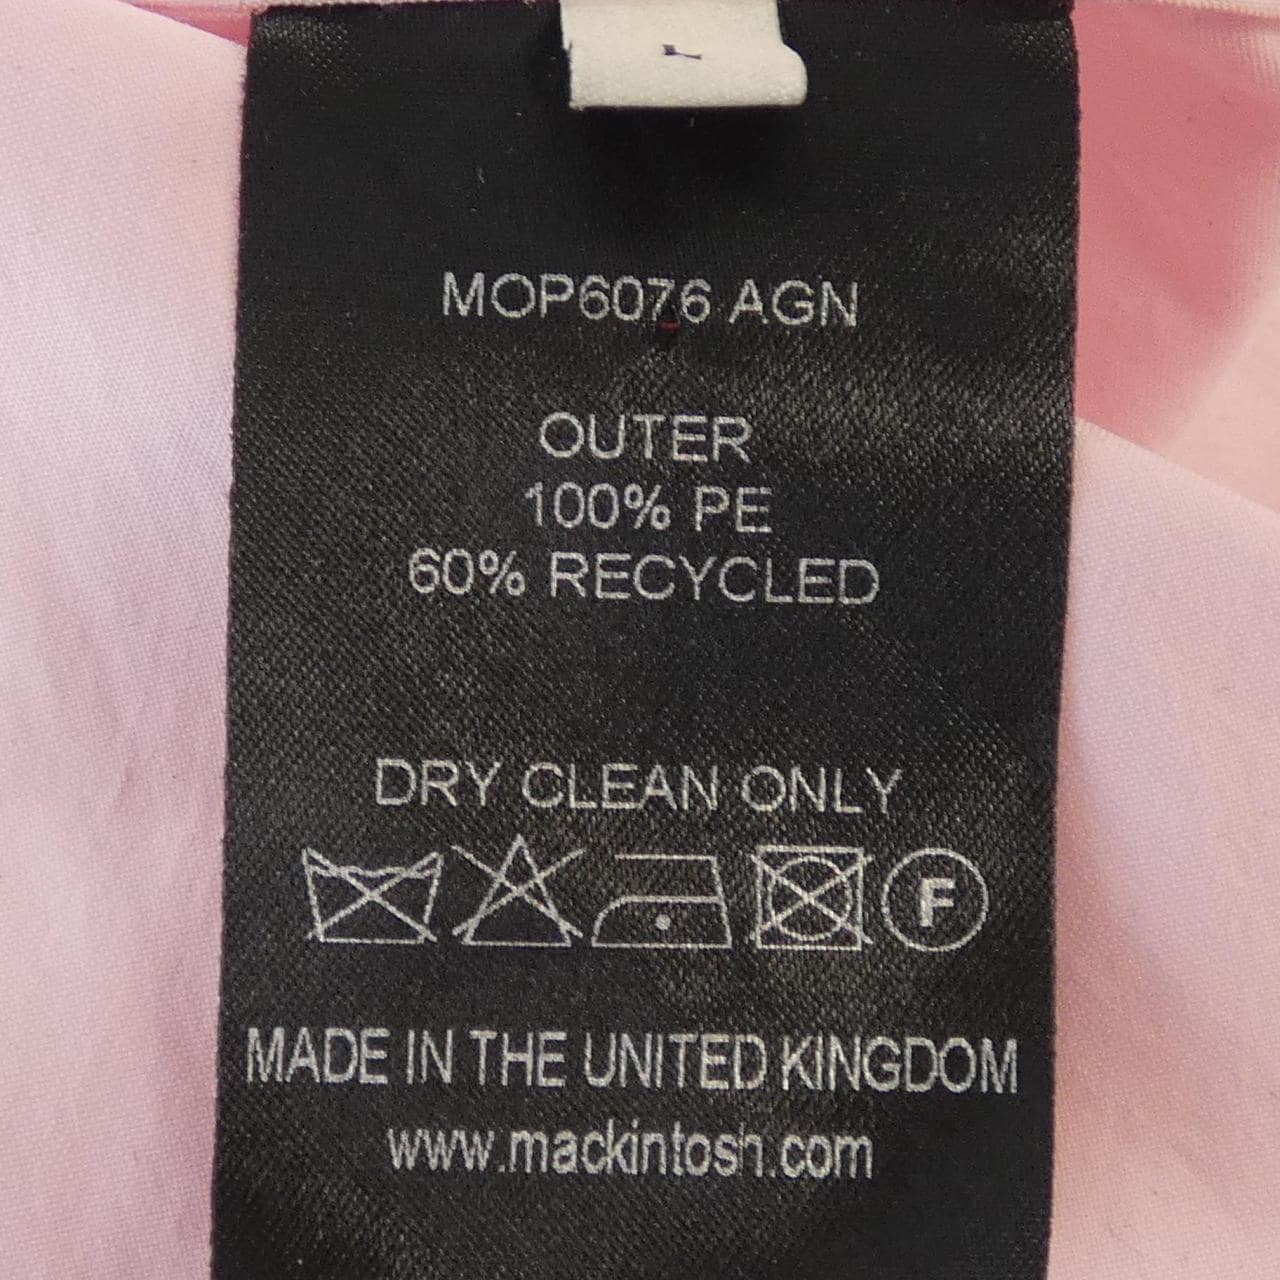 MOP6076 AGN
OUTER
100% PE
60% RECYCLED
DRY CLEAN ONLY
F
MADE IN THE UNITED KINGDOM
www.mackintosh.com